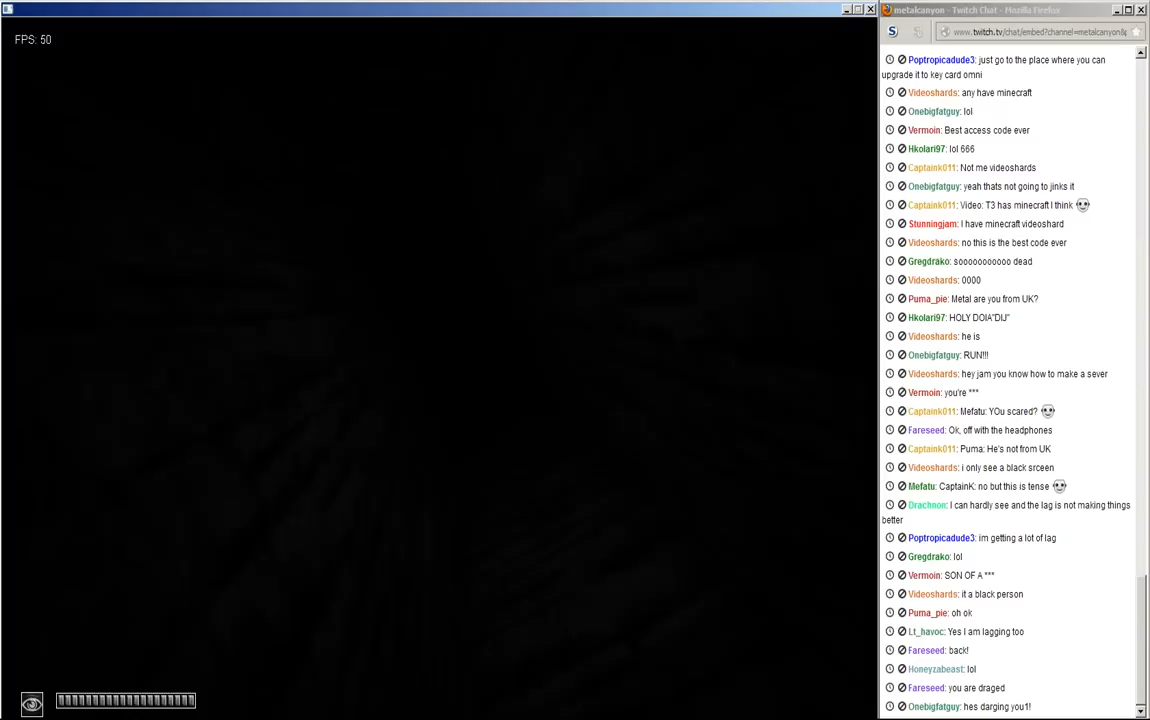 metalcanyon - Twitch Chat - Mozilla Firefox
FPS: 50
www.twitch.tv/chat/embed?channel=metalcanyon&
Poptropicadude3: just go to the place where you can
upgrade it to key card omni
Videoshards: any have minecraft
Onebigfatguy: lol
Vermoin: Best access code ever
Hkolari97: lol 666
Captaink011: Not me videoshards
Onebigfatguy: yeah thats not going to jinks it
Captaink011: Video: T3 has minecraft I think
Stunningjam: I have minecraft videoshard
Videoshards: no this is the best code ever
Gregdrako: sooooooooooo dead
Videoshards: 0000
Puma_pie: Metal are you from UK?
Hkolari97: HOLY DOIA"DIJ"
Videoshards: he is
Onebigfatguy: RUN!!!
Videoshards: hey jam you know how to make a sever
Vermoin: you're ***
Captaink011: Mefatu: YOu scared?
Fareseed: Ok, off with the headphones
Captaink011: Puma: He's not from UK
Videoshards: i only see a black srceen
Mefatu: CaptainK: no but this is tense
Drachnon: I can hardly see and the lag is not making things
better
Poptropicadude3: im getting a lot of lag
Gregdrako: lol
Vermoin: SON OF A ***
Videoshards: it a black person
Puma_pie: oh ok
Lt_havoc: Yes I am lagging too
Fareseed: back!
Honeyzabeast: lol
Fareseed: you are draged
Onebigfatguy: hes darging you1!